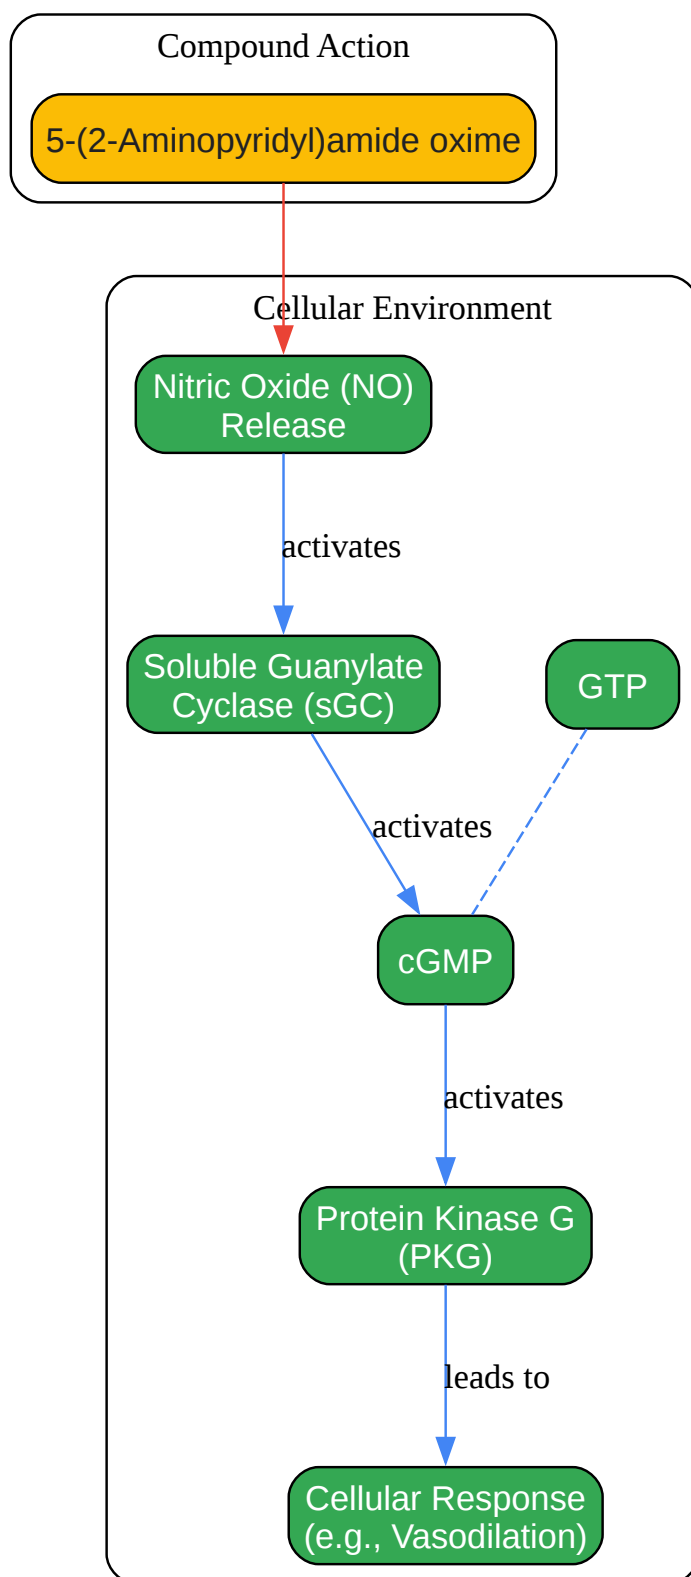 Compound Action
5-(2-Aminopyridyl)amide oxime
Cellular Environment
Nitric Oxide (NO)
Release
activates
Soluble Guanylate
Cyclase (sGC)
GTP
activates
cGMP
activates
Protein Kinase G
(PKG)
leads to
Cellular Response
(e.g., Vasodilation)